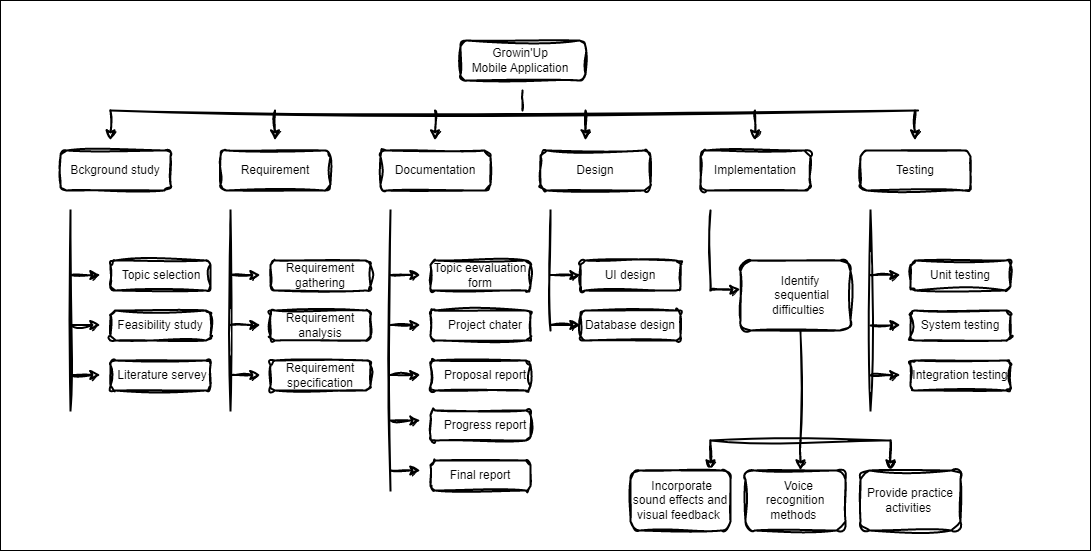 Growin'Up
Mobile Application
Bckground study
Requirement
Documentation
Design
Implementation
Testing
Topic selection
Feasibility study
Literature servey
Requirement
gathering
Requirement
analysis
Requirement
specification
Topic eevaluation
form
Project chater
Proposal report
Progress report
Final report
UI design
Database design
Identify
sequential
difficulties
Incorporate
sound effects and
visual feedback
Voice
recognition
methods
Provide practice
activities
Unit testing
System testing
Integration testing